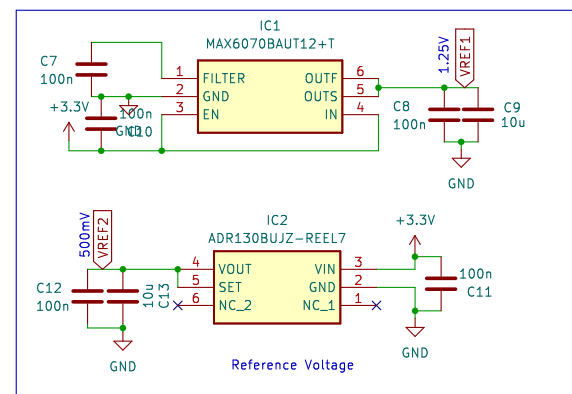 IC1
MAX6070BAUT12+T
C7
100n
+3.3V
100n
GND
C10
1 FILTER
2 GND
3 EN
OUTF 6
OUTS 5
IN 4
1.25V
VREF1
C8
100n
C9
10u
GND
IC2
ADR130BUJZ-REEL7
500mV
VREF2
C12
100n
10u
C13
GND
4 VOUT
5 SET
6 NC_2
VIN 3
GND 2
NC_1 1
+3.3V
100n
C11
GND
Reference Voltage